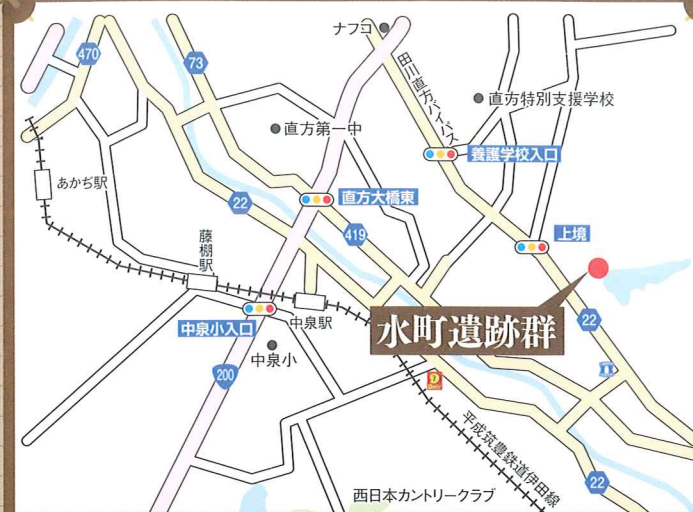 ナフコ
470
73
田川直方バイパス
直方特別支援学校
直方第一中
養護学校入口
あかぢ駅
直方大橋東
22
419
上境
藤棚駅
水町遺跡群
22
中泉小入口
中泉駅
中泉小
200
平成筑豊鉄道伊田線
22
西日本カントリークラブ